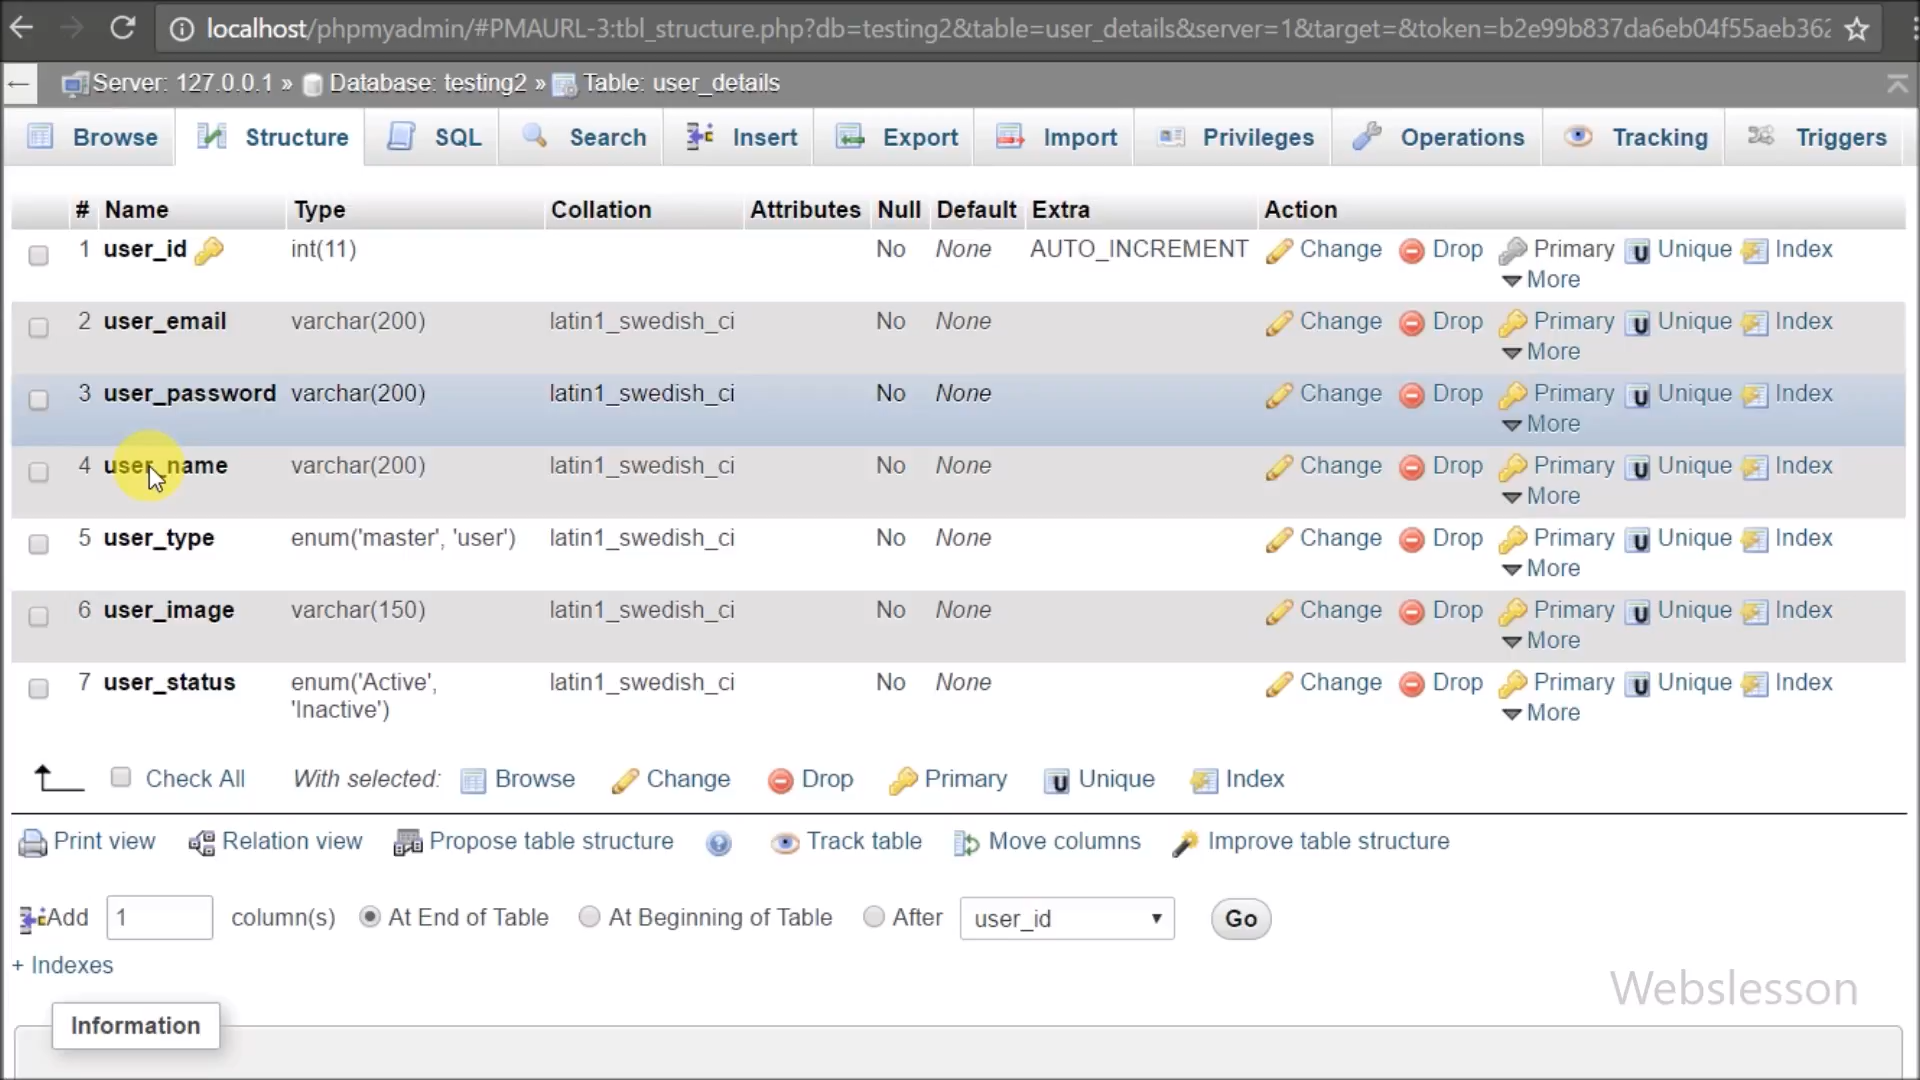 localhost/phpmyadmin/#PMAURL-3:tbl_structure.php?db=testing2&table=user_details&server=1&target=&token=b2e99b837da6eb04f55aeb362
Server: 127.0.0.1 » Database: testing2 » Table: user_details
Browse Structure SQL Search Insert Export Import Privileges Operations Tracking Triggers
# Name Type Collation Attributes Null Default Extra Action
1 user_id int(11) No None AUTO_INCREMENT Change Drop Primary Unique Index
More
2 user_email varchar(200) latin1_swedish_ci No None Change Drop Primary Unique Index
More
3 user_password varchar(200) latin1_swedish_ci No None Change Drop Primary Unique Index
More
4 user_name varchar(200) latin1_swedish_ci No None Change Drop Primary Unique Index
More
5 user_type enum('master', 'user') latin1_swedish_ci No None Change Drop Primary Unique Index
More
6 user_image varchar(150) latin1_swedish_ci No None Change Drop Primary Unique Index
More
7 user_status enum('Active', latin1_swedish_ci No None Change Drop Primary Unique Index
'Inactive') More
Check All With selected: Browse Change Drop Primary Unique Index
Print view Relation view Propose table structure Track table Move columns Improve table structure
Add 1 column(s) At End of Table At Beginning of Table After user_id Go
+ Indexes
Webslesson
Information